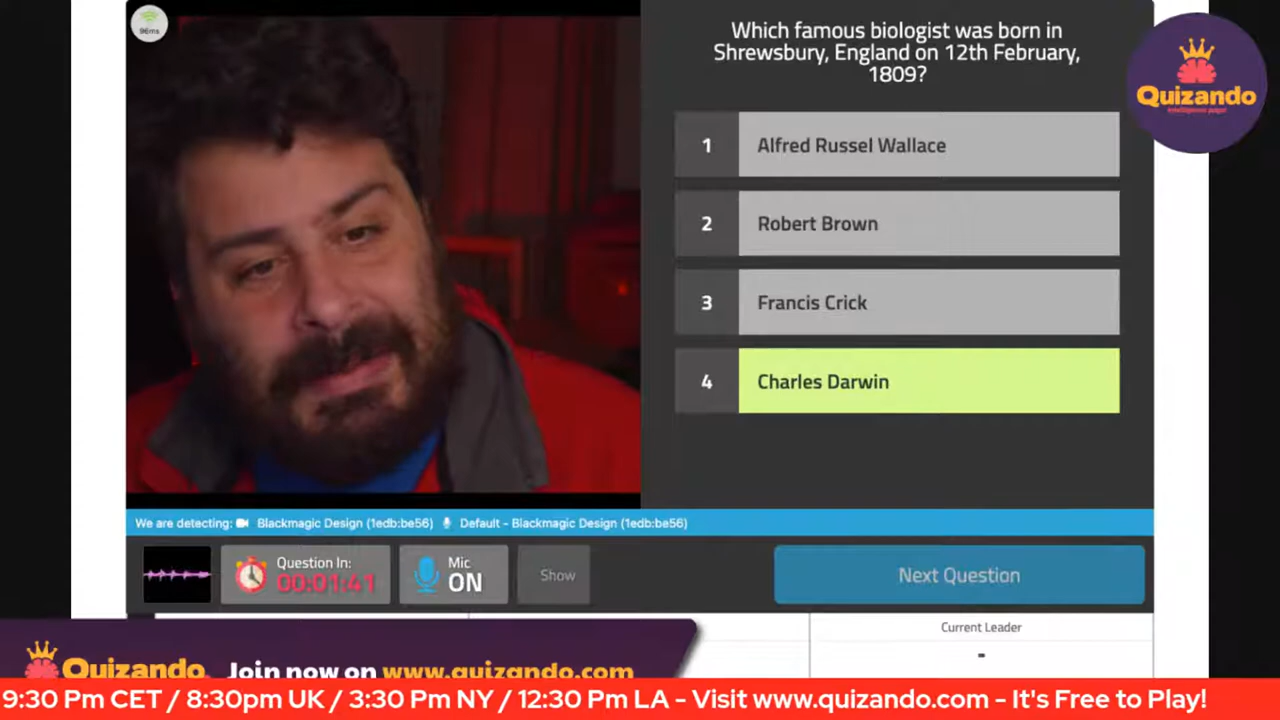 96ms
Which famous biologist was born in
Shrewsbury, England on 12th February,
1809?
Quizando
1 Alfred Russel Wallace
2 Robert Brown
3 Francis Crick
4 Charles Darwin
We are detecting: Blackmagic Design (1edb:be56) Default - Blackmagic Design (1edb:be56)
Question In:
00:01:41
Mic
ON
Show
Next Question
Current Leader
-
Quizando Join now on www.quizando.com
9:30 Pm CET / 8:30pm UK / 3:30 Pm NY / 12:30 Pm LA - Visit www.quizando.com - It's Free to Play!